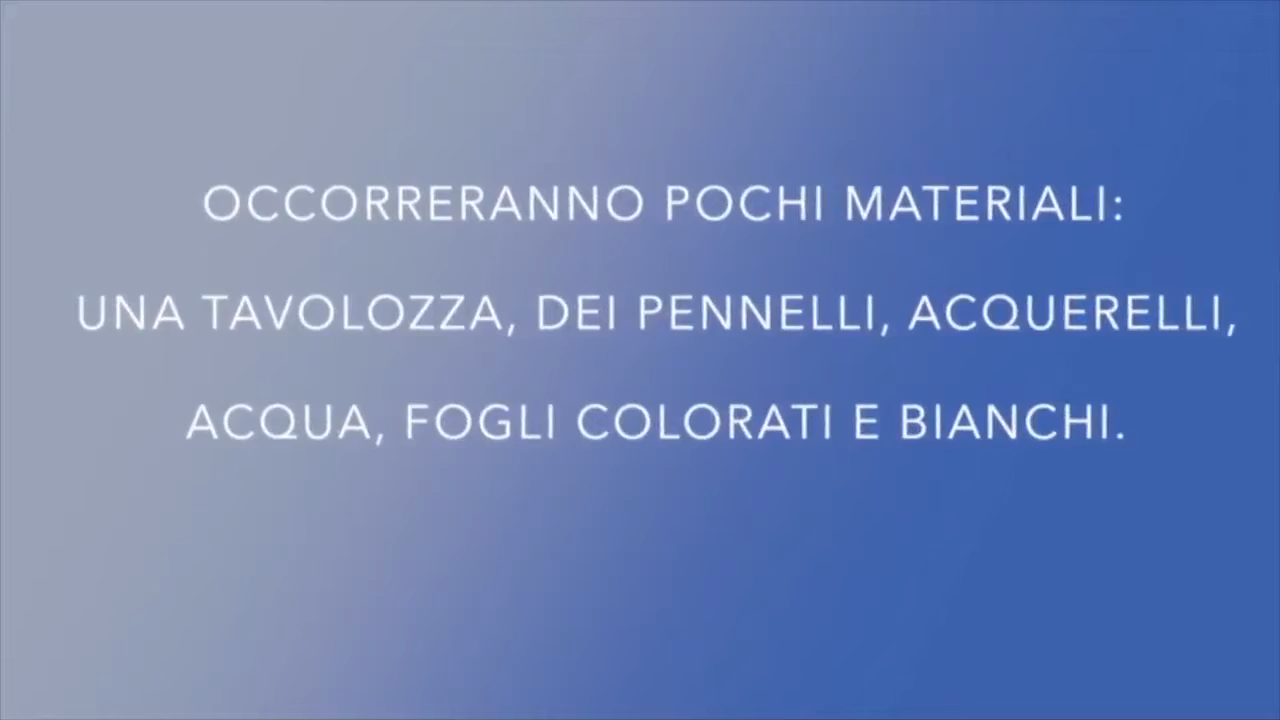 OCCORRERANNO POCHI MATERIALI:
UNA TAVOLOZZA, DEI PENNELLI, ACQUERELLI,
ACQUA, FOGLI COLORATI E BIANCHI.